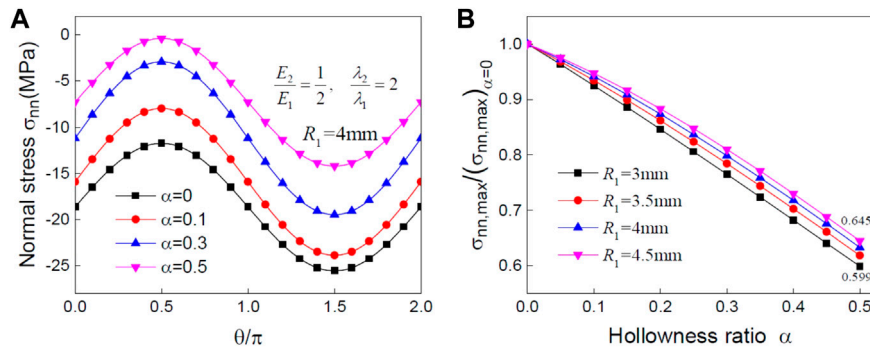 A
Normal stress σnn(MPa)
0
-5
-10
-15
-20
-25
E2/E1=1/2, λ2/λ1=2
R1=4mm
α=0
α=0.1
α=0.3
α=0.5
0.0 0.5 1.0 1.5 2.0
θ/π
B
σnn,max/(σnn,max)α=0
1.0
0.9
0.8
0.7
0.6
R1=3mm
R1=3.5mm
R1=4mm
R1=4.5mm
0.645
0.599
0.0 0.1 0.2 0.3 0.4 0.5
Hollowness ratio α